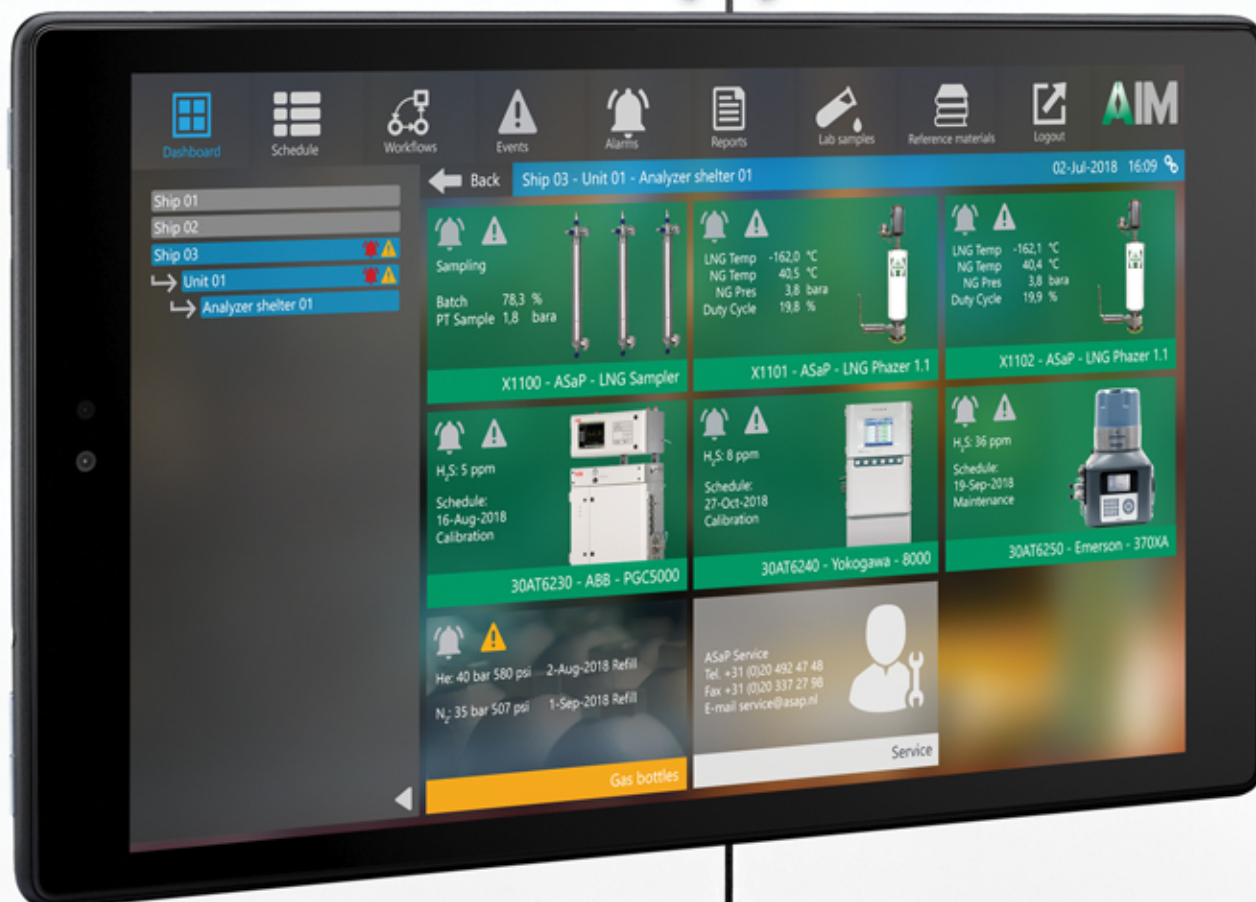 Dashboard
Schedule
Workflows
Events
Alarms
Reports
Lab samples
Reference materials
Logout
AIM
Back
Ship 03 - Unit 01 - Analyzer shelter 01
02-Jul-2018 16:09
Ship 01
Ship 02
Ship 03
Unit 01
Analyzer shelter 01
Sampling
Batch 78,3 %
PT Sample 1,8 bara
X1100 - ASaP - LNG Sampler
LNG Temp -162,0 °C
NG Temp 40,5 °C
NG Pres 3,8 bara
Duty Cycle 19,8 %
X1101 - ASaP - LNG Phazer 1.1
LNG Temp -162,1 °C
NG Temp 40,4 °C
NG Pres 3,8 bara
Duty Cycle 19,9 %
X1102 - ASaP - LNG Phazer 1.1
H₂S: 5 ppm
Schedule:
16-Aug-2018
Calibration
30AT6230 - ABB - PGC5000
H₂S: 8 ppm
Schedule:
27-Oct-2018
Calibration
30AT6240 - Yokogawa - 8000
H₂S: 36 ppm
Schedule:
19-Sep-2018
Maintenance
30AT6250 - Emerson - 370XA
He: 40 bar 580 psi 2-Aug-2018 Refill
N₂: 35 bar 507 psi 1-Sep-2018 Refill
Gas bottles
ASaP Service
Tel. +31 (0)20 492 47 48
Fax +31 (0)20 337 27 98
E-mail service@asap.nl
Service